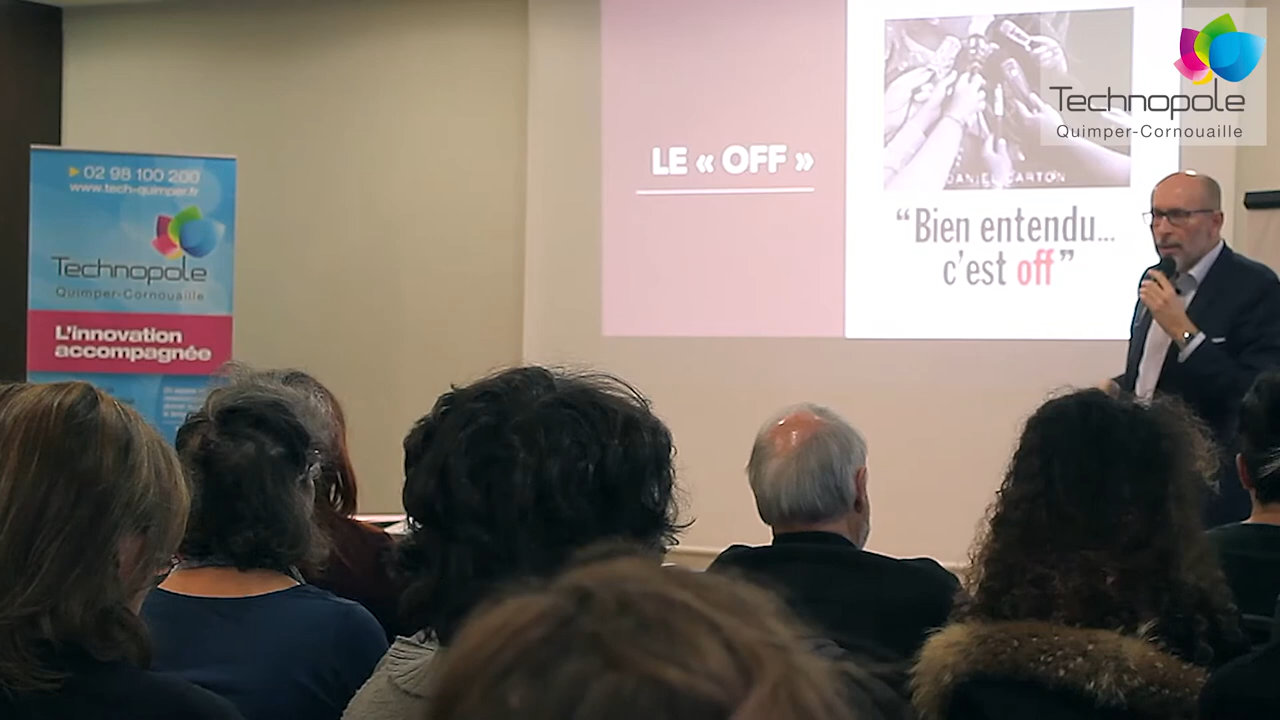 02 98 100 200
www.tech-quimper.fr
Technopole
Quimper-Cornouaille
L'innovation
accompagnée
LE « OFF »
DANIEL CARTON
“Bien entendu...
c'est off”
Technopole
Quimper-Cornouaille